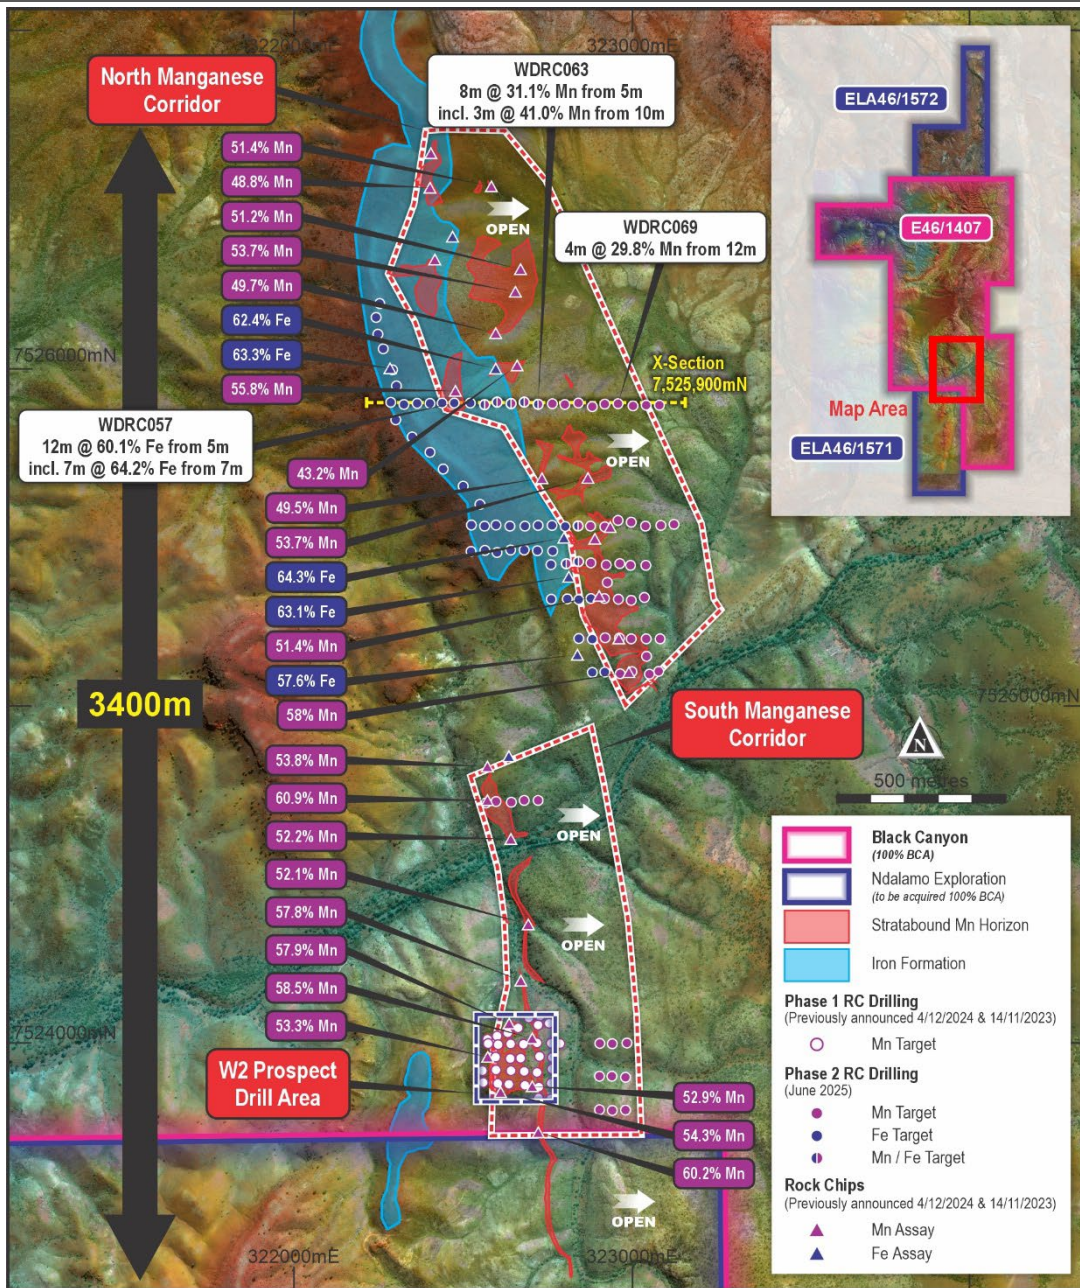 322000mE
323000mE
North Manganese
Corridor
WDRC063
8m @ 31.1% Mn from 5m
incl. 3m @ 41.0% Mn from 10m
ELA46/1572
51.4% Mn
48.8% Mn
51.2% Mn
53.7% Mn
49.7% Mn
62.4% Fe
63.3% Fe
55.8% Mn
OPEN
WDRC069
4m @ 29.8% Mn from 12m
E46/1407
7526000mN
X-Section
7,525,900mN
Map Area
ELA46/1571
WDRC057
12m @ 60.1% Fe from 5m
incl. 7m @ 64.2% Fe from 7m
OPEN
43.2% Mn
49.5% Mn
53.7% Mn
64.3% Fe
63.1% Fe
51.4% Mn
57.6% Fe
58% Mn
3400m
7525000mN
South Manganese
Corridor
N
500 metres
53.8% Mn
60.9% Mn
52.2% Mn
52.1% Mn
57.8% Mn
57.9% Mn
58.5% Mn
53.3% Mn
OPEN
OPEN
7524000mN
W2 Prospect
Drill Area
52.9% Mn
54.3% Mn
60.2% Mn
OPEN
322000mE
323000mE
Black Canyon
(100% BCA)
Ndalamo Exploration
(to be acquired 100% BCA)
Stratabound Mn Horizon
Iron Formation
Phase 1 RC Drilling
(Previously announced 4/12/2024 & 14/11/2023)
Mn Target
Phase 2 RC Drilling
(June 2025)
Mn Target
Fe Target
Mn / Fe Target
Rock Chips
(Previously announced 4/12/2024 & 14/11/2023)
Mn Assay
Fe Assay